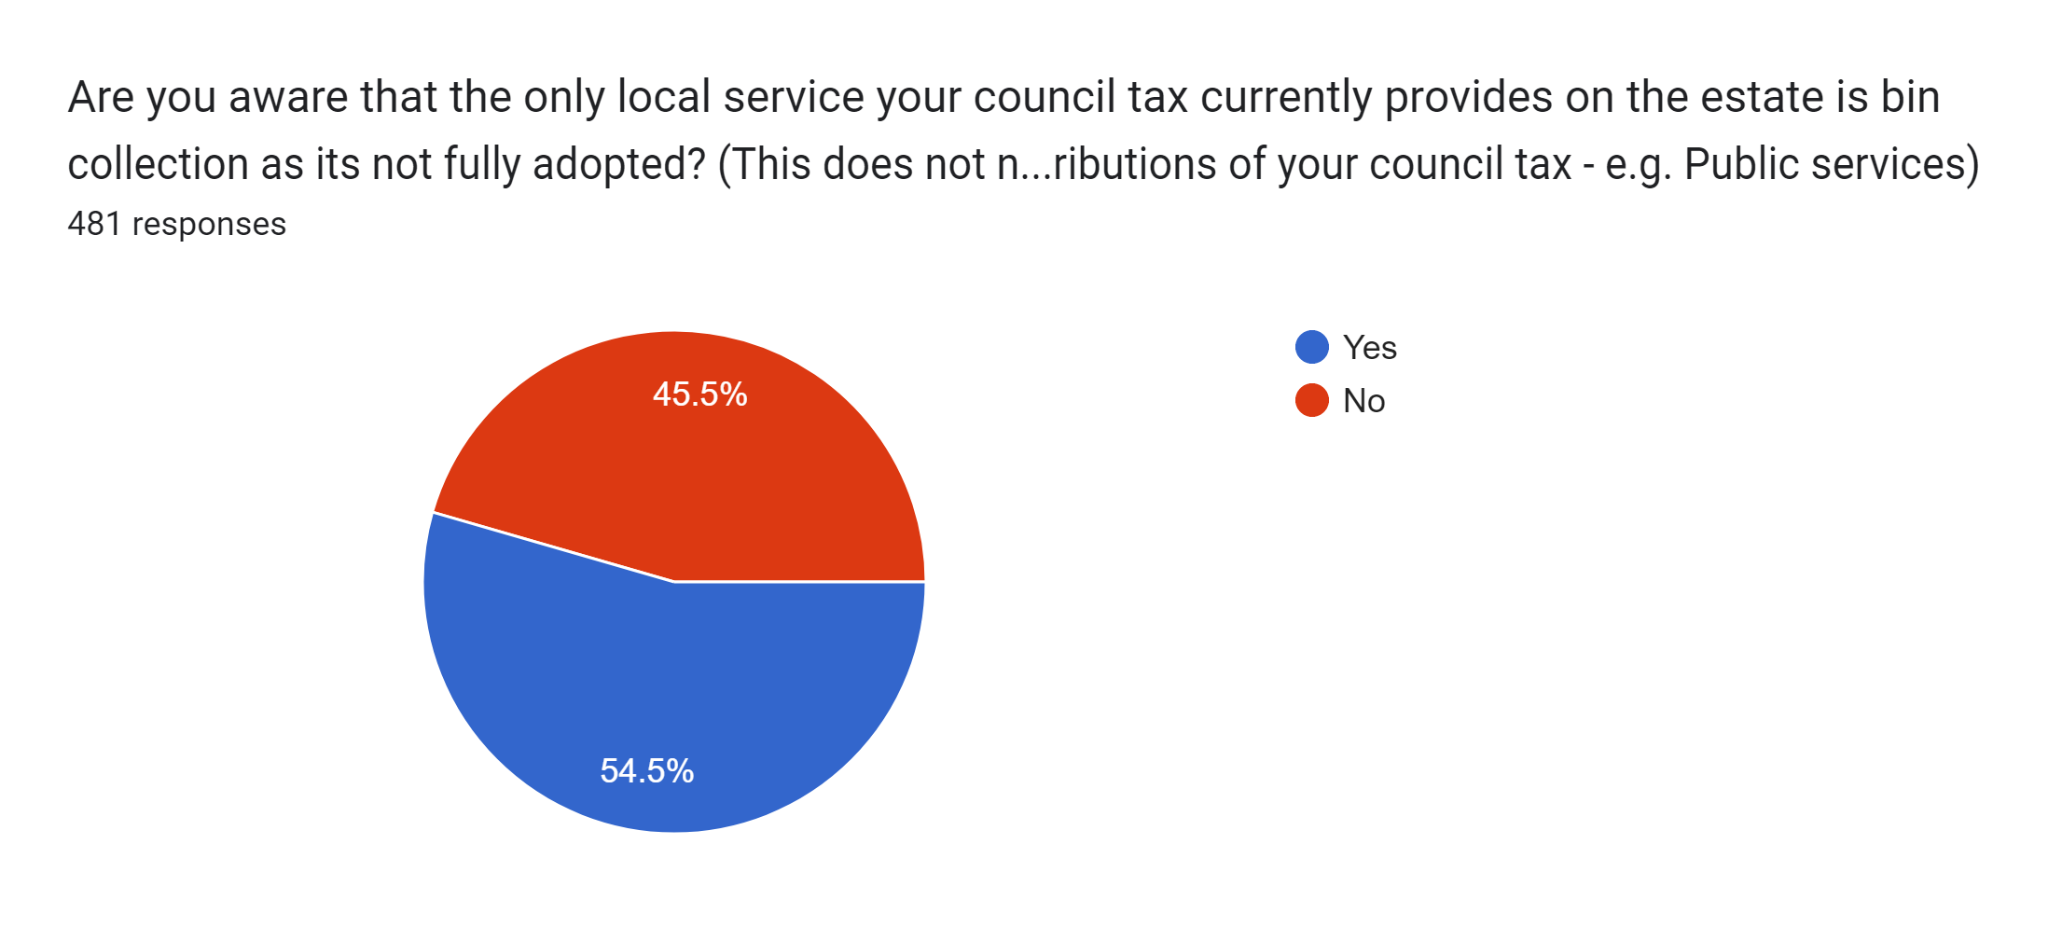 Are you aware that the only local service your council tax currently provides on the estate is bin
collection as its not fully adopted? (This does not n...ributions of your council tax - e.g. Public services)
481 responses
Yes
No
45.5%
54.5%